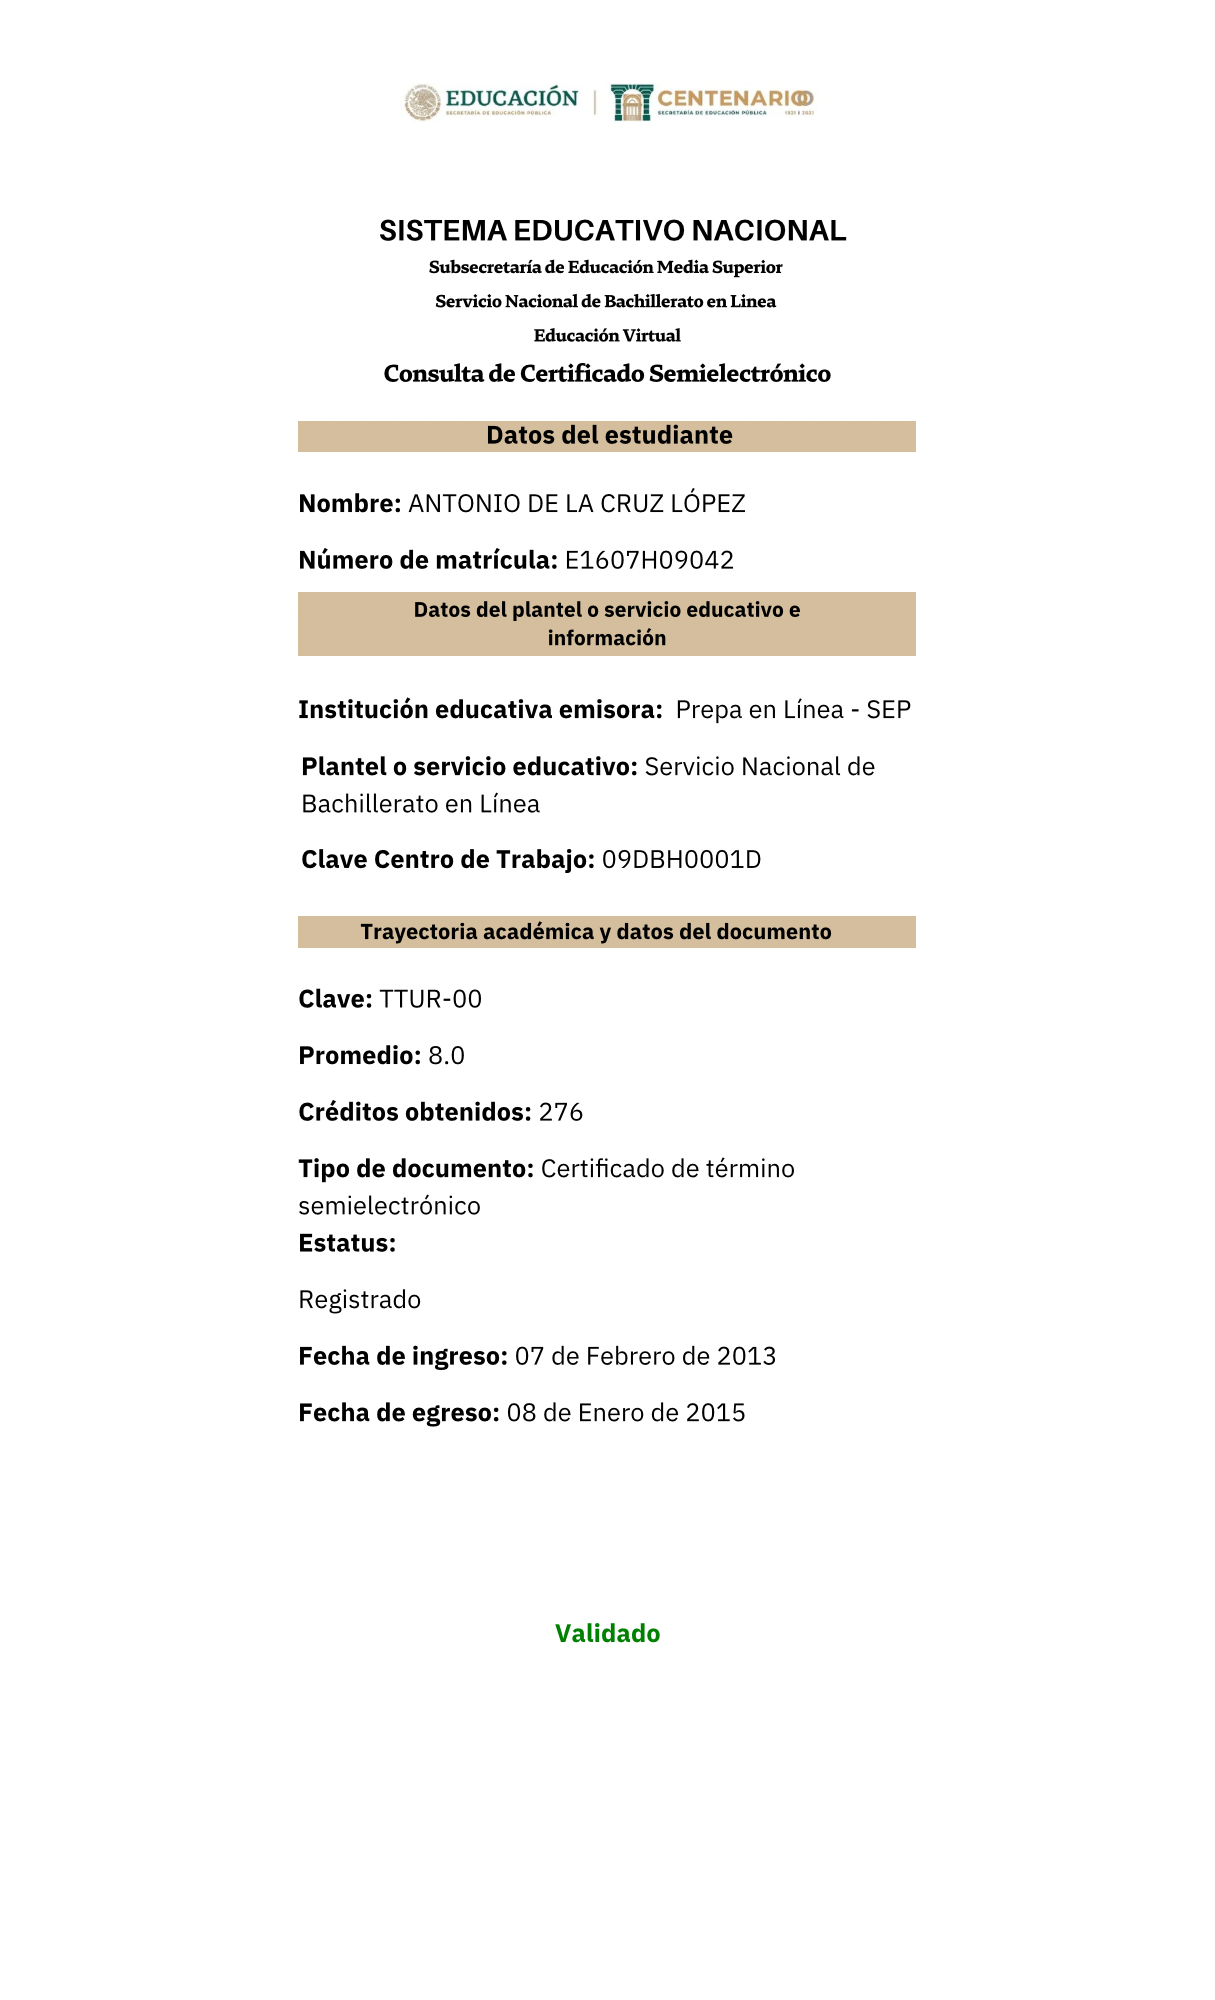 EDUCACIÓN
SECRETARÍA DE EDUCACIÓN PÚBLICA
CENTENARIO
SECRETARÍA DE EDUCACIÓN PÚBLICA 1921 2021
SISTEMA EDUCATIVO NACIONAL
Subsecretaría de Educación Media Superior
Servicio Nacional de Bachillerato en Linea
Educación Virtual
Consulta de Certificado Semielectrónico
Datos del estudiante
Nombre: ANTONIO DE LA CRUZ LÓPEZ
Número de matrícula: E1607H09042
Datos del plantel o servicio educativo e
información
Institución educativa emisora: Prepa en Línea - SEP
Plantel o servicio educativo: Servicio Nacional de
Bachillerato en Línea
Clave Centro de Trabajo: 09DBH0001D
Trayectoria académica y datos del documento
Clave: TTUR-00
Promedio: 8.0
Créditos obtenidos: 276
Tipo de documento: Certificado de término
semielectrónico
Estatus:
Registrado
Fecha de ingreso: 07 de Febrero de 2013
Fecha de egreso: 08 de Enero de 2015
Validado